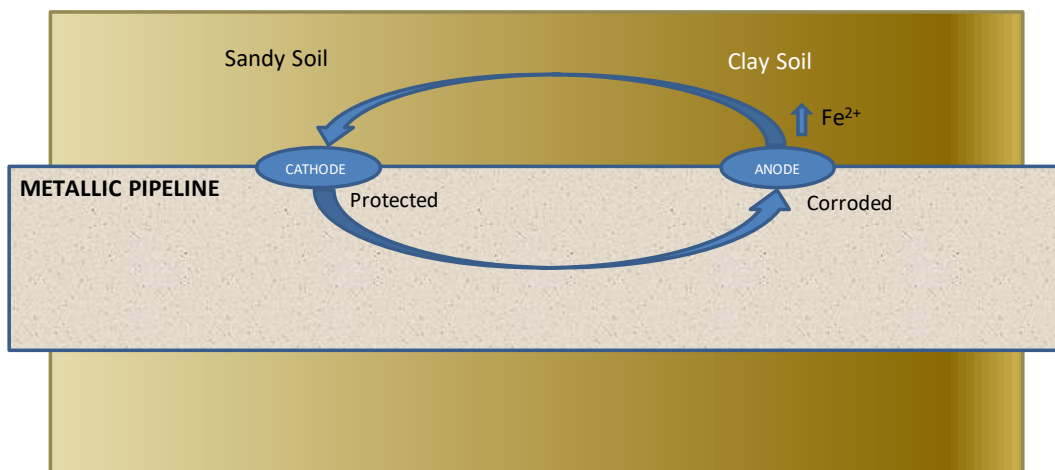 Sandy Soil
Clay Soil
Fe²⁺
CATHODE
ANODE
METALLIC PIPELINE
Protected
Corroded